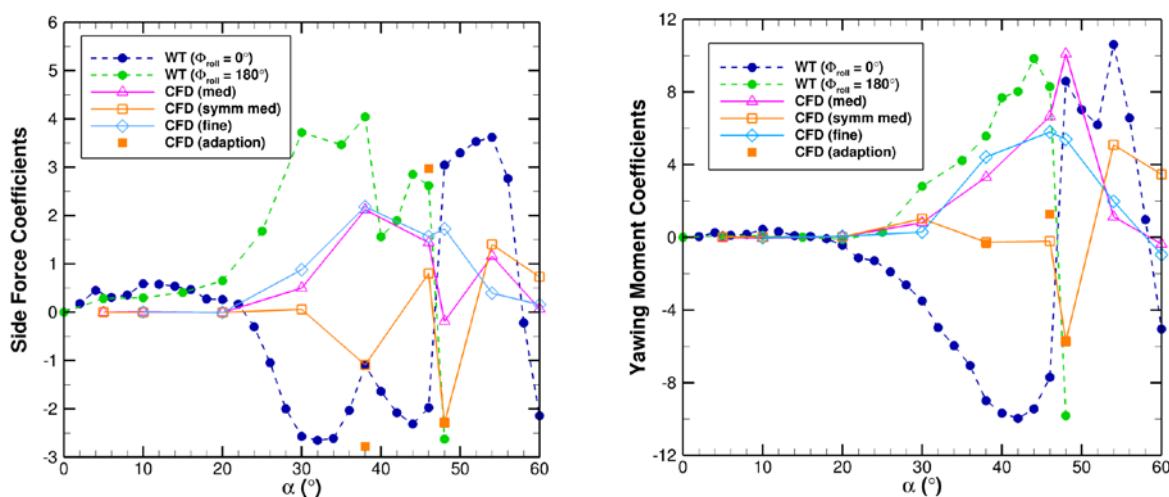 Side Force Coefficients
6
5
4
3
2
1
0
-1
-2
-3
WT (Φroll = 0°)
WT (Φroll = 180°)
CFD (med)
CFD (symm med)
CFD (fine)
CFD (adaption)
0 10 20 30 40 50 60
α (°)
Yawing Moment Coefficients
12
8
4
0
-4
-8
-12
WT (Φroll = 0°)
WT (Φroll = 180°)
CFD (med)
CFD (symm med)
CFD (fine)
CFD (adaption)
0 10 20 30 40 50 60
α (°)